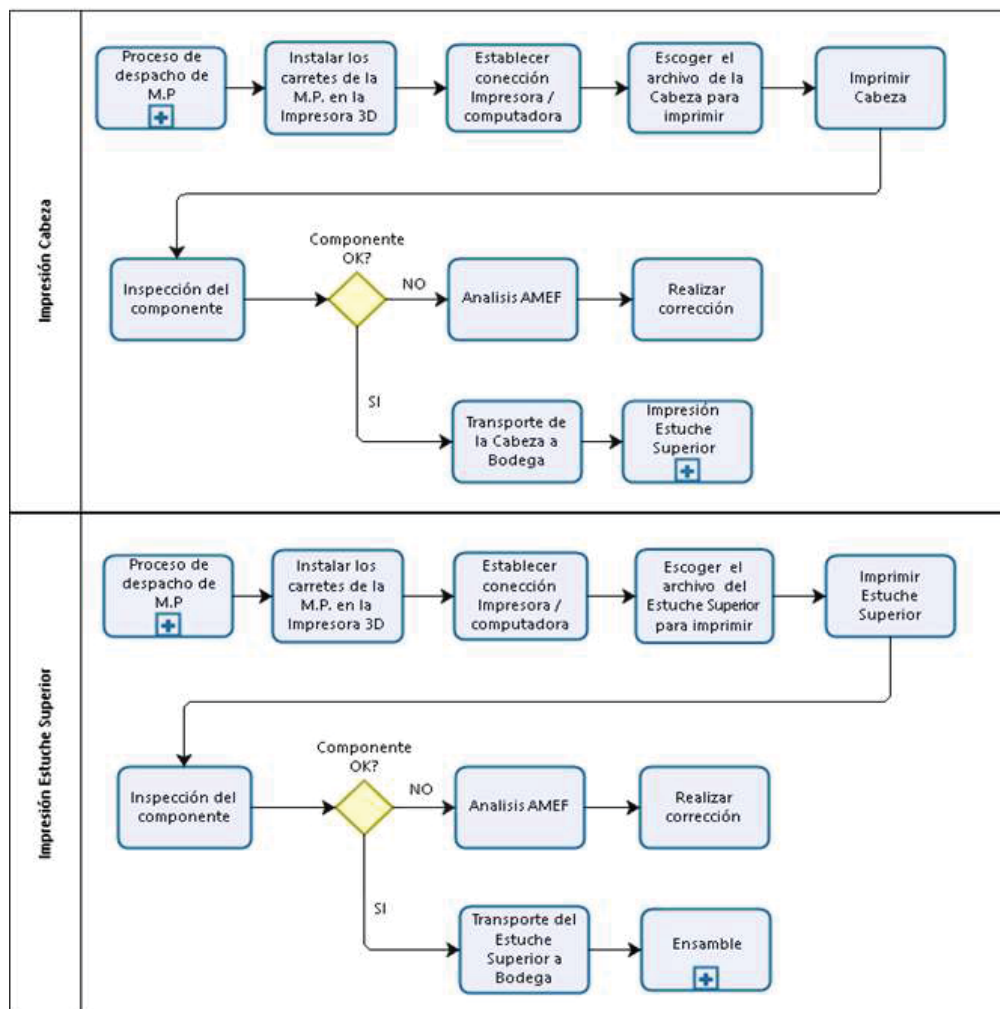 Impresión Cabeza
Proceso de
despacho de
M.P
Instalar los
carretes de la
M.P. en la
Impresora 3D
Establecer
conección
Impresora /
computadora
Escoger el
archivo de la
Cabeza para
imprimir
Imprimir
Cabeza
Inspección del
componente
Componente
OK?
NO
Analisis AMEF
Realizar
corrección
SI
Transporte de
la Cabeza a
Bodega
Impresión
Estuche
Superior
Impresión Estuche Superior
Proceso de
despacho de
M.P
Instalar los
carretes de la
M.P. en la
Impresora 3D
Establecer
conección
Impresora /
computadora
Escoger el
archivo del
Estuche Superior
para imprimir
Imprimir
Estuche
Superior
Inspección del
componente
Componente
OK?
NO
Analisis AMEF
Realizar
corrección
SI
Transporte del
Estuche
Superior a
Bodega
Ensamble